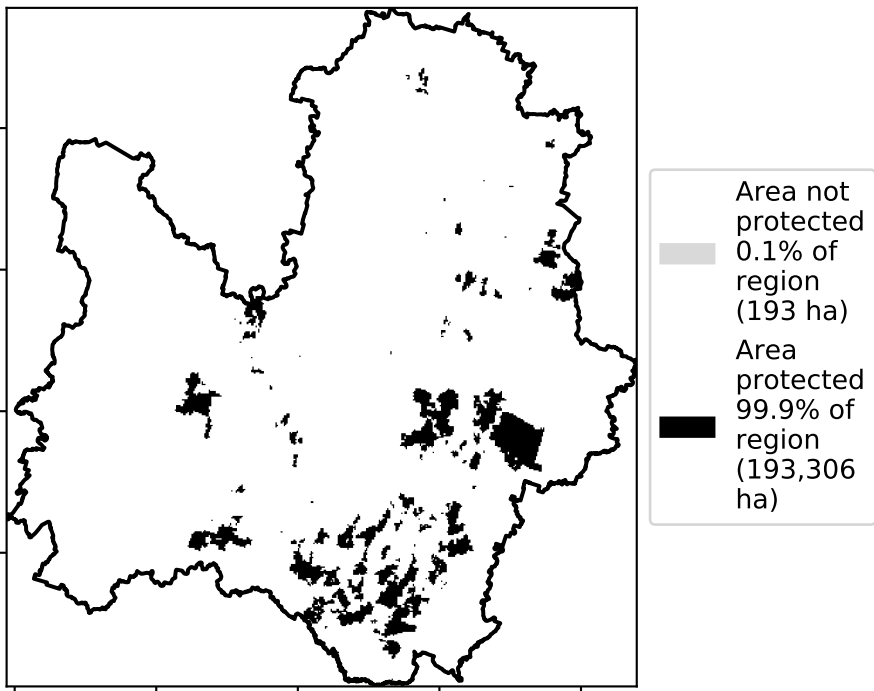 Area not
protected
0.1% of
region
(193 ha)
Area
protected
99.9% of
region
(193,306
ha)